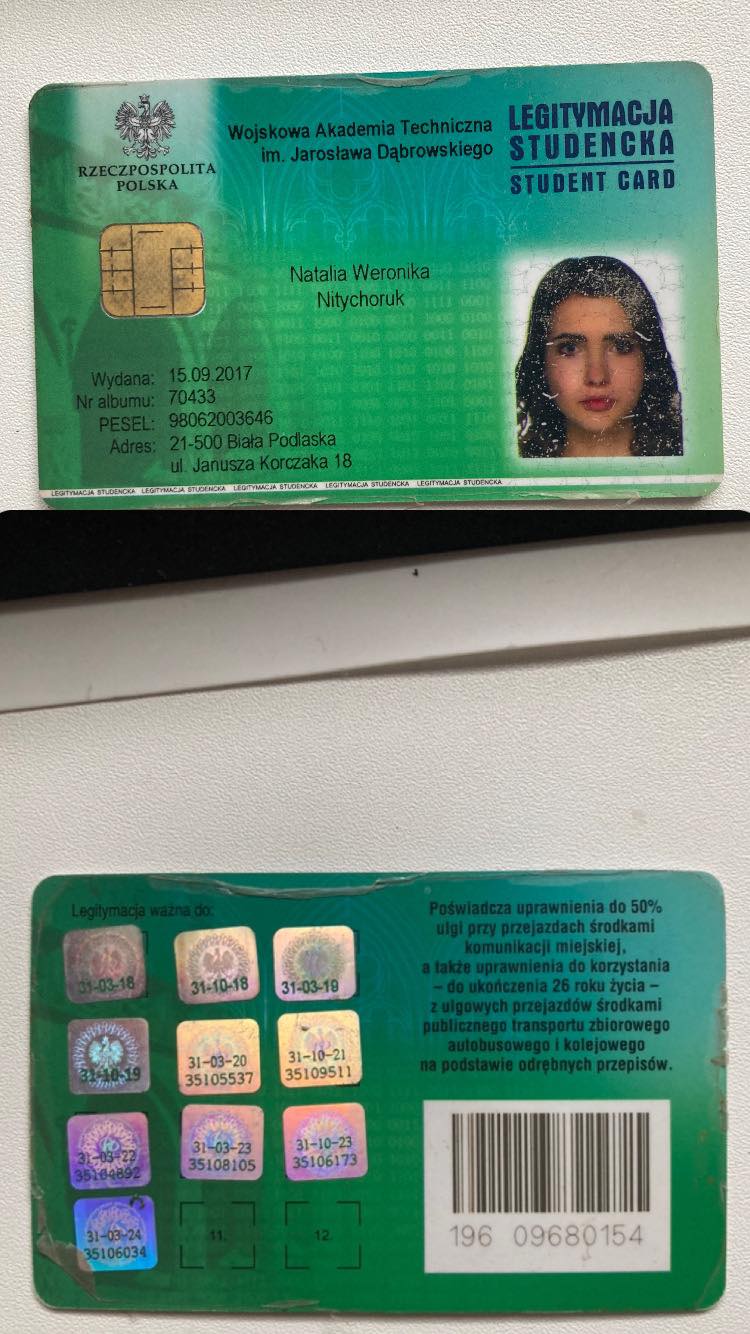 RZECZPOSPOLITA
POLSKA
Wojskowa Akademia Techniczna
im. Jarosława Dąbrowskiego
LEGITYMACJA
STUDENCKA
STUDENT CARD
Natalia Weronika
Nitychoruk
Wydana: 15.09.2017
Nr albumu: 70433
PESEL: 98062003646
Adres: 21-500 Biała Podlaska
ul. Janusza Korczaka 18
LEGITYMACJA STUDENCKA LEGITYMACJA STUDENCKA LEGITYMACJA STUDENCKA LEGITYMACJA STUDENCKA LEGITYMACJA STUDENCKA
Legitymacja ważna do:
31-03-18 31-10-18 31-03-19
31-10-19 31-03-20 31-10-21
35105537 35109511
31-03-22 31-03-23 31-10-23
35104892 35108105 35106173
31-03-24 11. 12.
35106034
Poświadcza uprawnienia do 50%
ulgi przy przejazdach środkami
komunikacji miejskiej,
a także uprawnienia do korzystania
– do ukończenia 26 roku życia –
z ulgowych przejazdów środkami
publicznego transportu zbiorowego
autobusowego i kolejowego
na podstawie odrębnych przepisów.
196 09680154